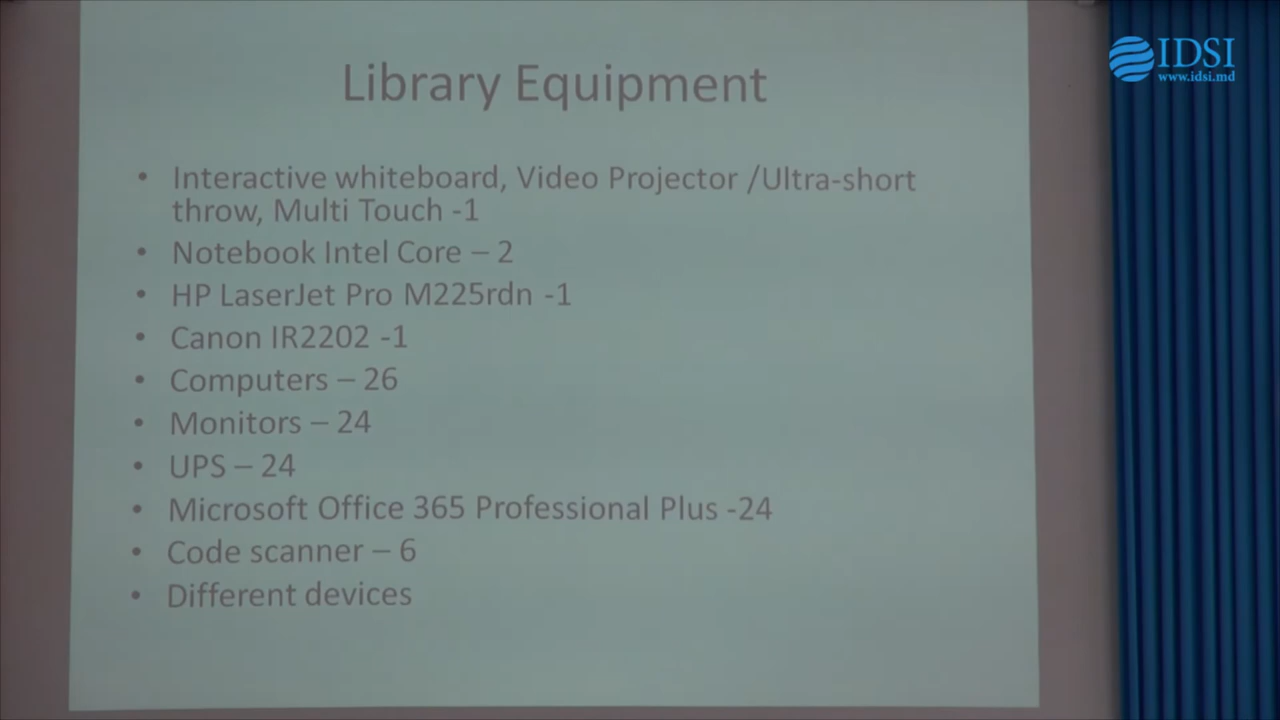 IDSI
www.idsi.md
Library Equipment
• Interactive whiteboard, Video Projector /Ultra-short
throw, Multi Touch -1
• Notebook Intel Core – 2
• HP LaserJet Pro M225rdn -1
• Canon IR2202 -1
• Computers – 26
• Monitors – 24
• UPS – 24
• Microsoft Office 365 Professional Plus -24
• Code scanner – 6
• Different devices